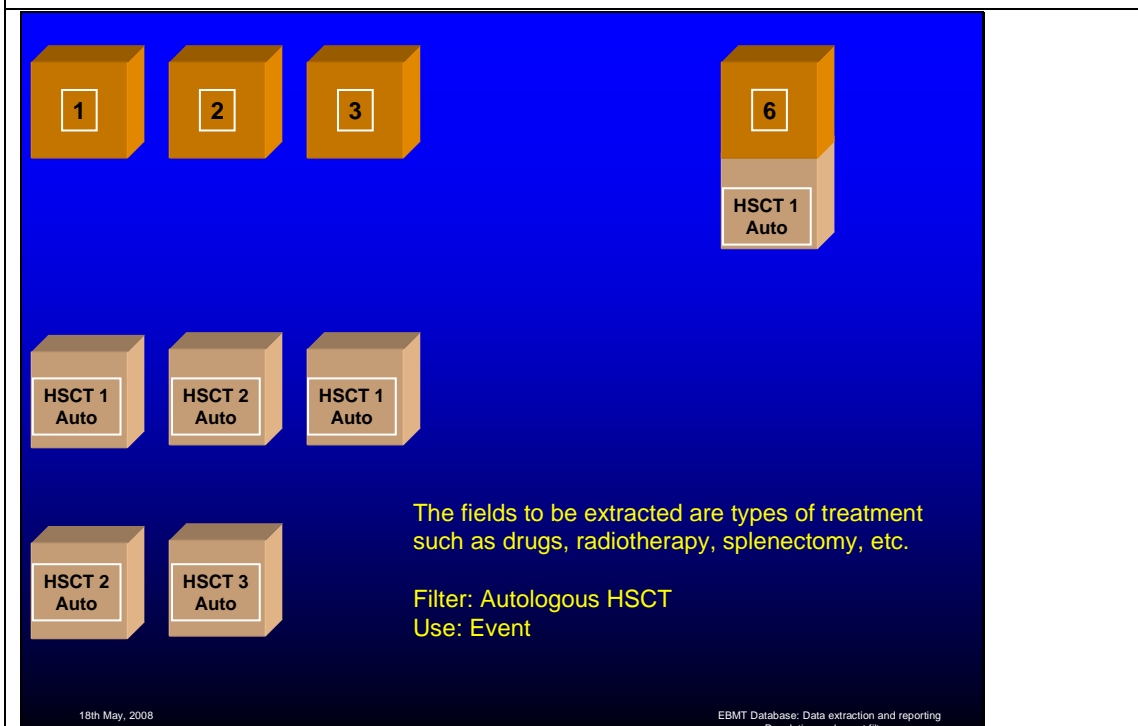 1
2
3
6
HSCT 1
Auto
HSCT 1
Auto
HSCT 2
Auto
HSCT 1
Auto
The fields to be extracted are types of treatment
such as drugs, radiotherapy, splenectomy, etc.
HSCT 2
Auto
HSCT 3
Auto
Filter: Autologous HSCT
Use: Event
18th May, 2008
EBMT Database: Data extraction and reporting